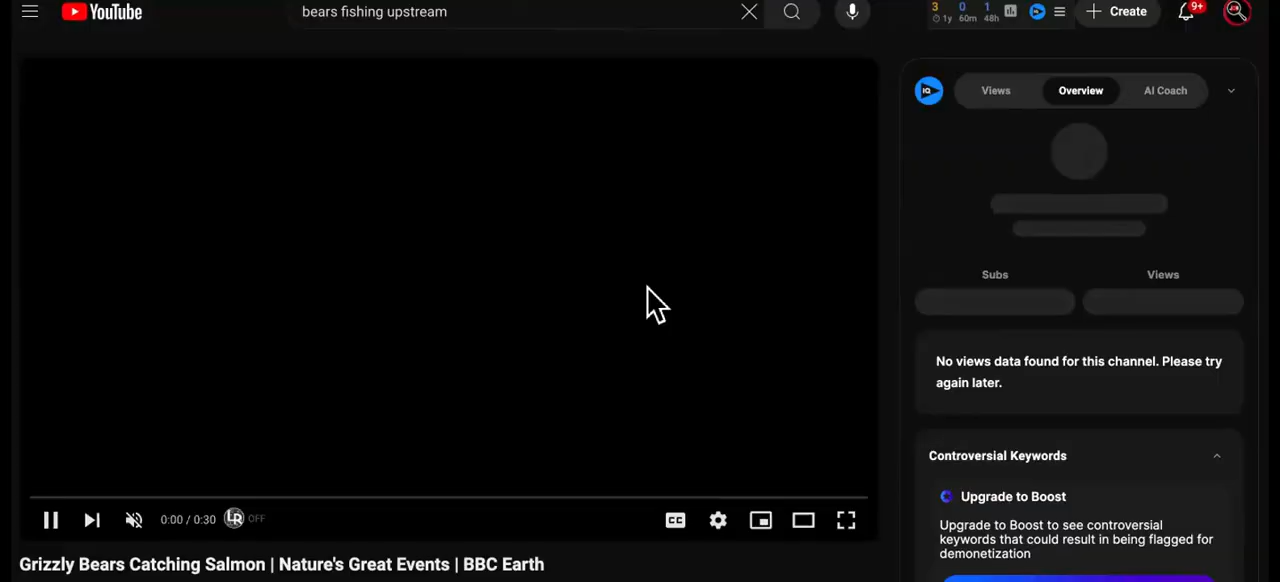 YouTube
bears fishing upstream
3 0 1
1y 60m 48h
Create
9+
IQ
Views
Overview
AI Coach
Subs
Views
No views data found for this channel. Please try
again later.
Controversial Keywords
Upgrade to Boost
Upgrade to Boost to see controversial
keywords that could result in being flagged for
demonetization
0:00 / 0:30
LR OFF
CC
Grizzly Bears Catching Salmon | Nature's Great Events | BBC Earth